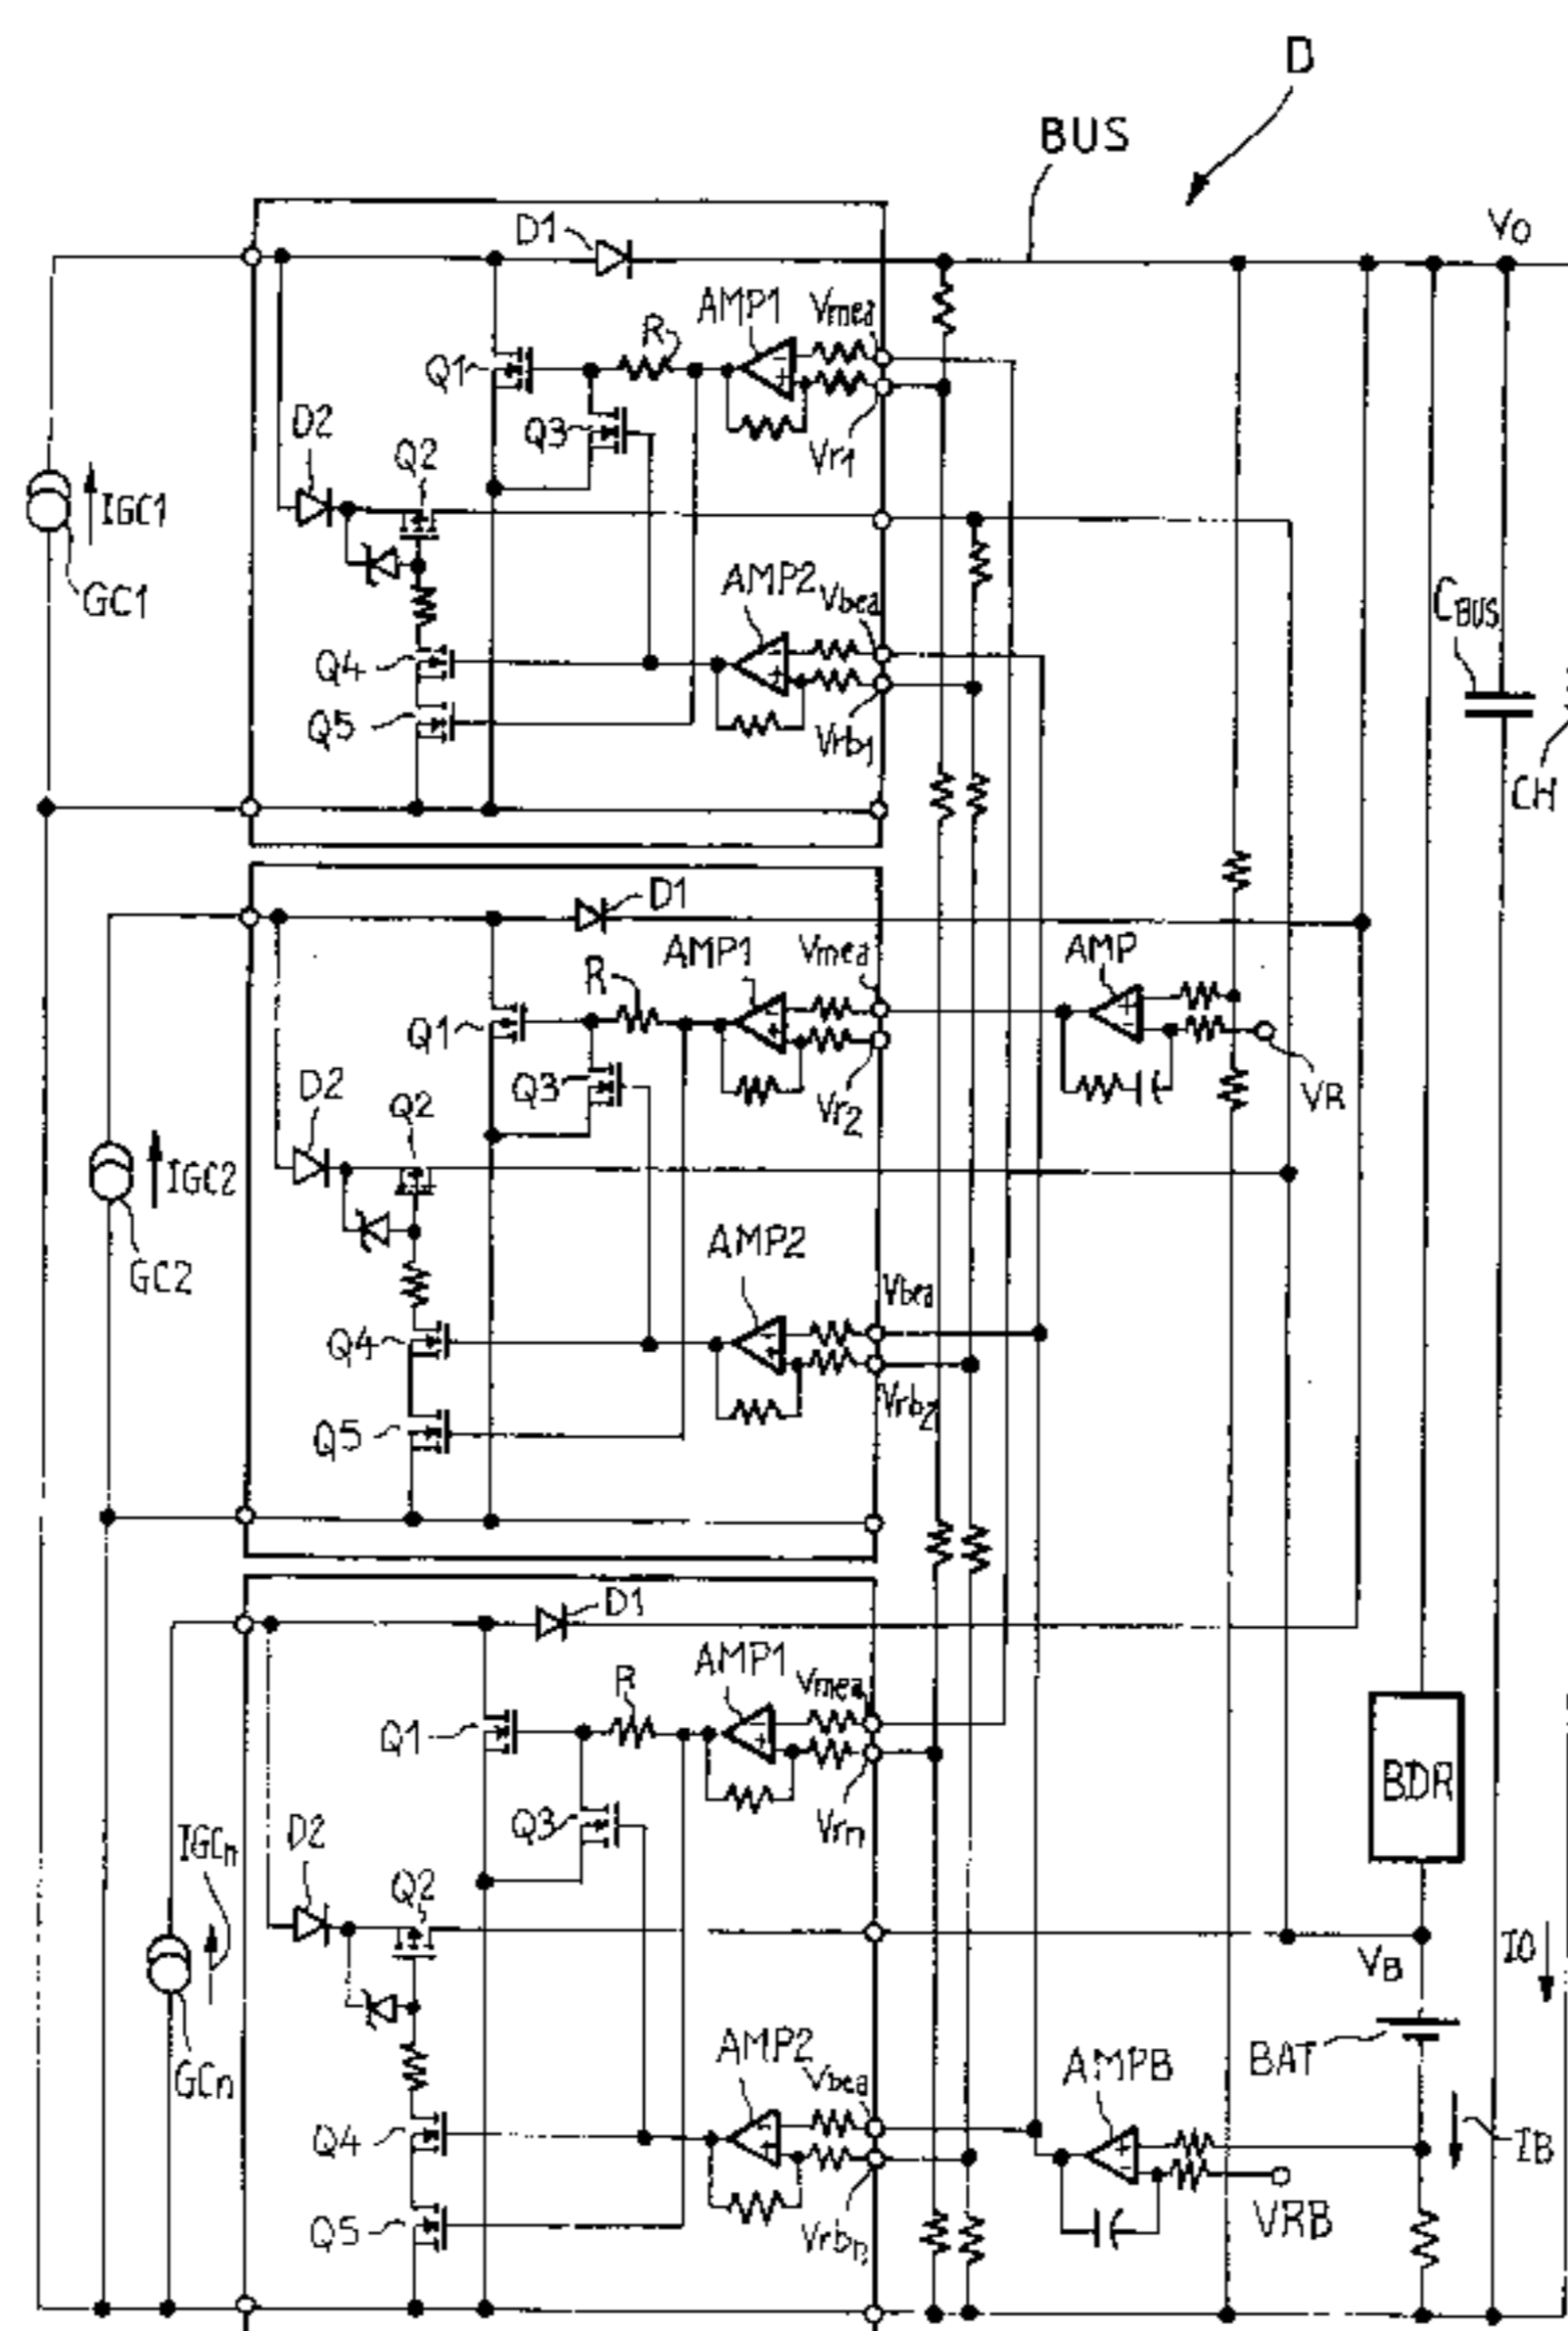 D
BUS
Vo
D1
AMP1
Vmea
R
Q1
Q3
Vr1
D2
Q2
IGC1
GC1
AMP2
Vbea
CBUS
Q4
Q5
Vrb1
CH
D1
AMP1
Vmea
AMP
R
Q1
Q3
Vr2
VR
D2
Q2
IGC2
GC2
AMP2
Vbea
Q4
Vrb2
Q5
D1
AMP1
Vmea
R
Q1
BDR
Q3
Vrn
IGCn
D2
Q2
VB
IO
GCn
AMP2
Vbea
AMPB
BAT
Q4
IB
Q5
Vrbn
VRB